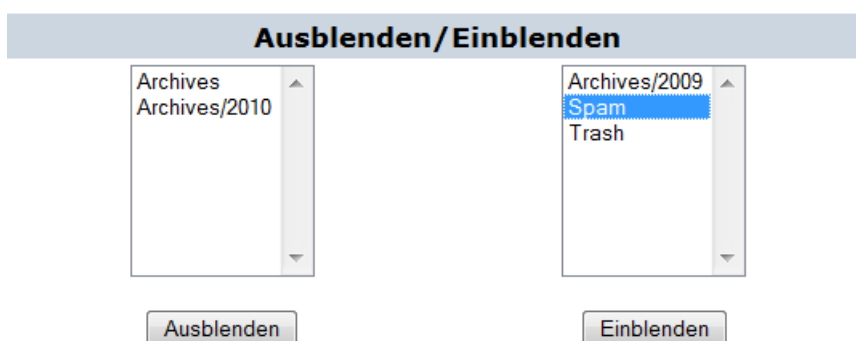 Ausblenden/Einblenden
Archives
Archives/2010
Archives/2009
Spam
Trash
Ausblenden
Einblenden